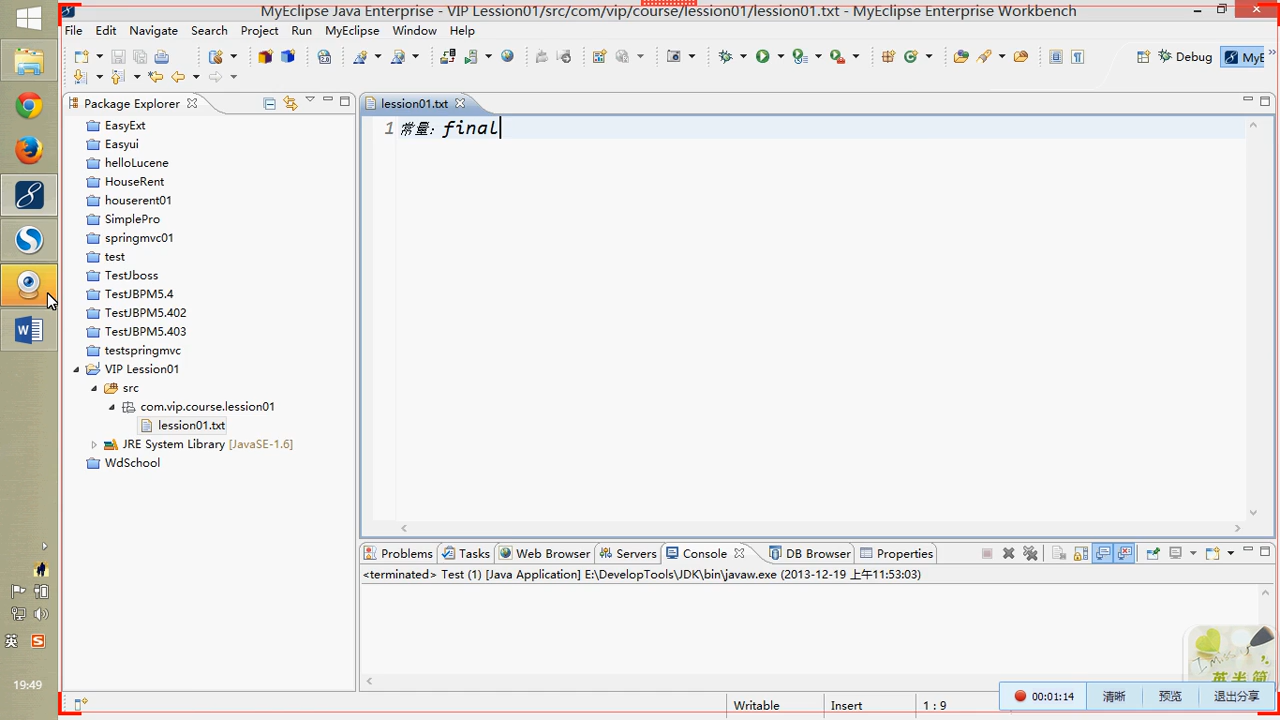 MyEclipse Java Enterprise - VIP Lession01/src/com/vip/course/lession01/lession01.txt - MyEclipse Enterprise Workbench
File Edit Navigate Search Project Run MyEclipse Window Help
Debug MyE
Package Explorer
lession01.txt
1 常量：final
EasyExt
Easyui
helloLucene
HouseRent
houserent01
SimplePro
springmvc01
test
TestJboss
TestJBPM5.4
TestJBPM5.402
TestJBPM5.403
testspringmvc
VIP Lession01
src
com.vip.course.lession01
lession01.txt
JRE System Library [JavaSE-1.6]
WdSchool
Problems Tasks Web Browser Servers Console DB Browser Properties
<terminated> Test (1) [Java Application] E:\DevelopTools\JDK\bin\javaw.exe (2013-12-19 上午11:53:03)
英
19:49
英半简
Writable Insert 1 : 9
00:01:14 清晰 预览 退出分享